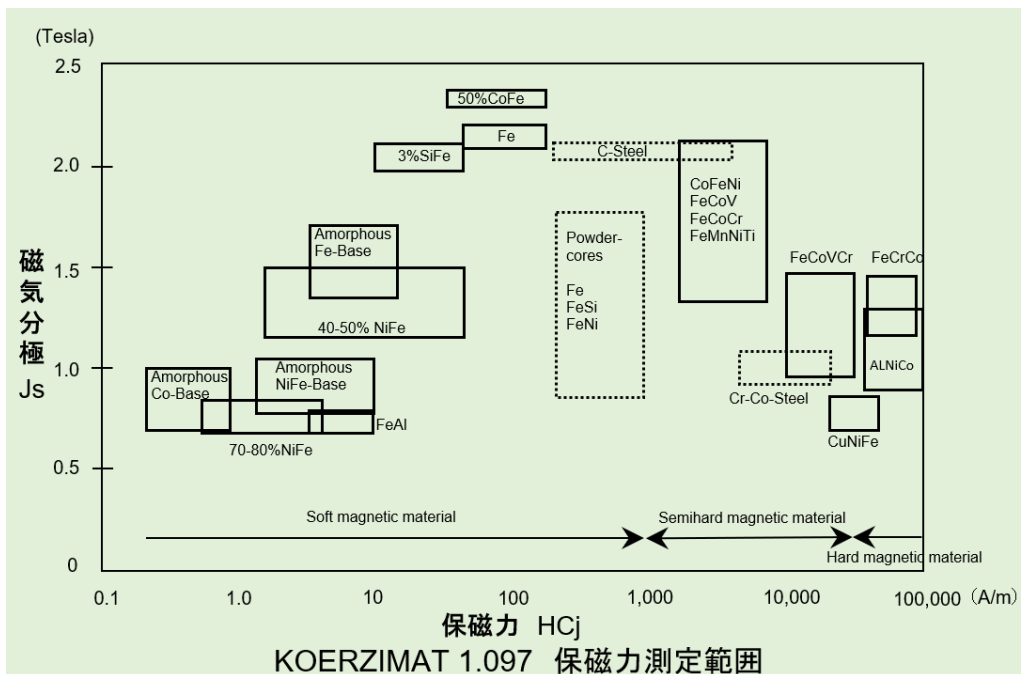 (Tesla)
2.5
2.0
1.5
1.0
0.5
0
磁気分極
Js
50%CoFe
Fe
3%SiFe
C-Steel
CoFeNi
FeCoV
FeCoCr
FeMnNiTi
Amorphous
Fe-Base
Powder-
cores
Fe
FeSi
FeNi
FeCoVCr
FeCrCo
40-50% NiFe
Amorphous
Co-Base
Amorphous
NiFe-Base
ALNiCo
Cr-Co-Steel
FeAl
70-80%NiFe
CuNiFe
Soft magnetic material
Semihard magnetic material
Hard magnetic material
0.1
1.0
10
100
1,000
10,000
100,000
(A/m)
保磁力 HCj
KOERZIMAT 1.097 保磁力測定範囲